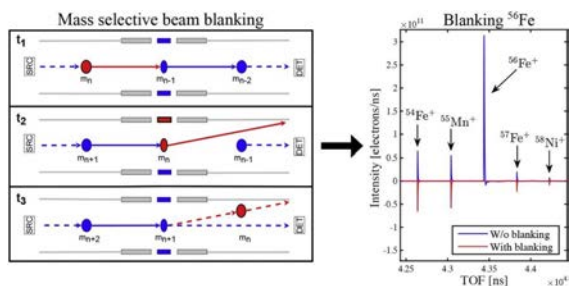 Mass selective beam blanking
t1
SRC
DET
mn
mn-1
mn-2
t2
SRC
DET
mn+1
mn
mn-1
t3
SRC
DET
mn+2
mn+1
mn
Blanking ⁵⁶Fe
×10¹¹
Intensity [electrons/ns]
3
2.5
2
1.5
1
0.5
0
-0.5
-1
-1.5
⁵⁶Fe⁺
⁵⁴Fe⁺
⁵⁵Mn⁺
⁵⁷Fe⁺
⁵⁸Ni⁺
W/o blanking
With blanking
4.25
4.3
4.35
4.4
TOF [ns]